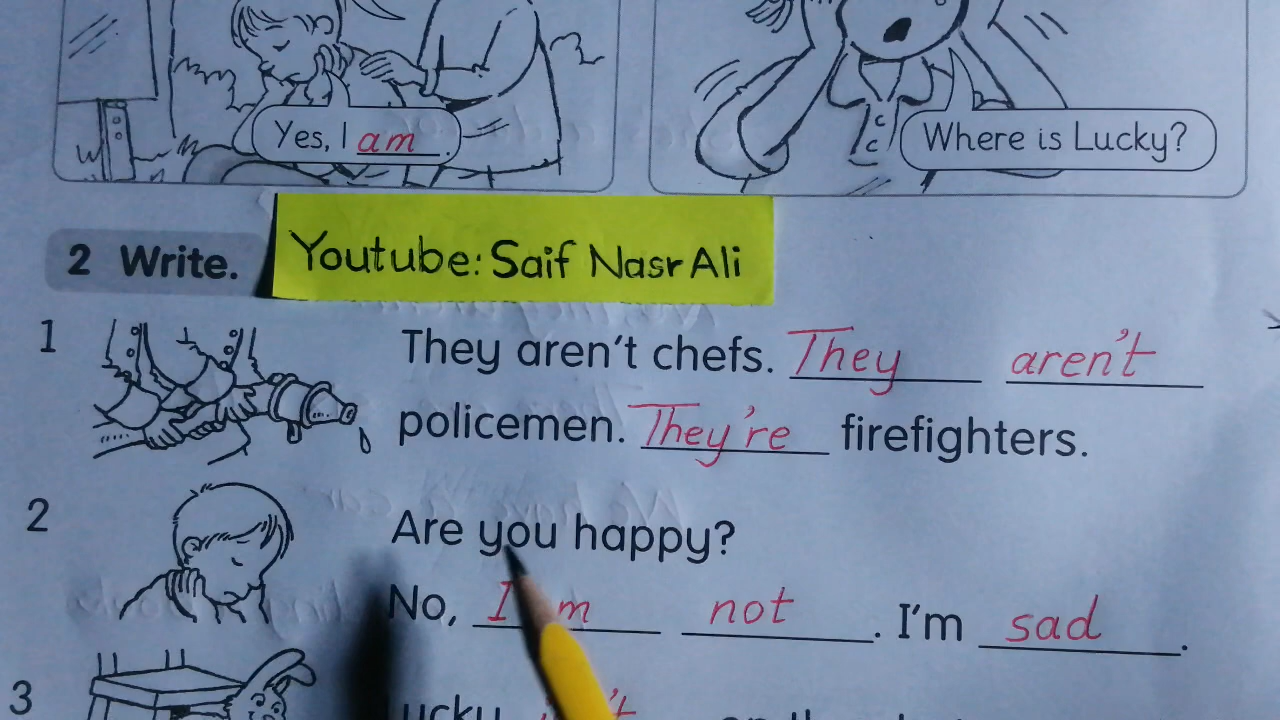 Yes, I am.
Where is Lucky?
2 Write.
Youtube: Saif Nasr Ali
1
They aren't chefs. They aren't
policemen. They're firefighters.
2
Are you happy?
No, I m not. I'm sad.
3